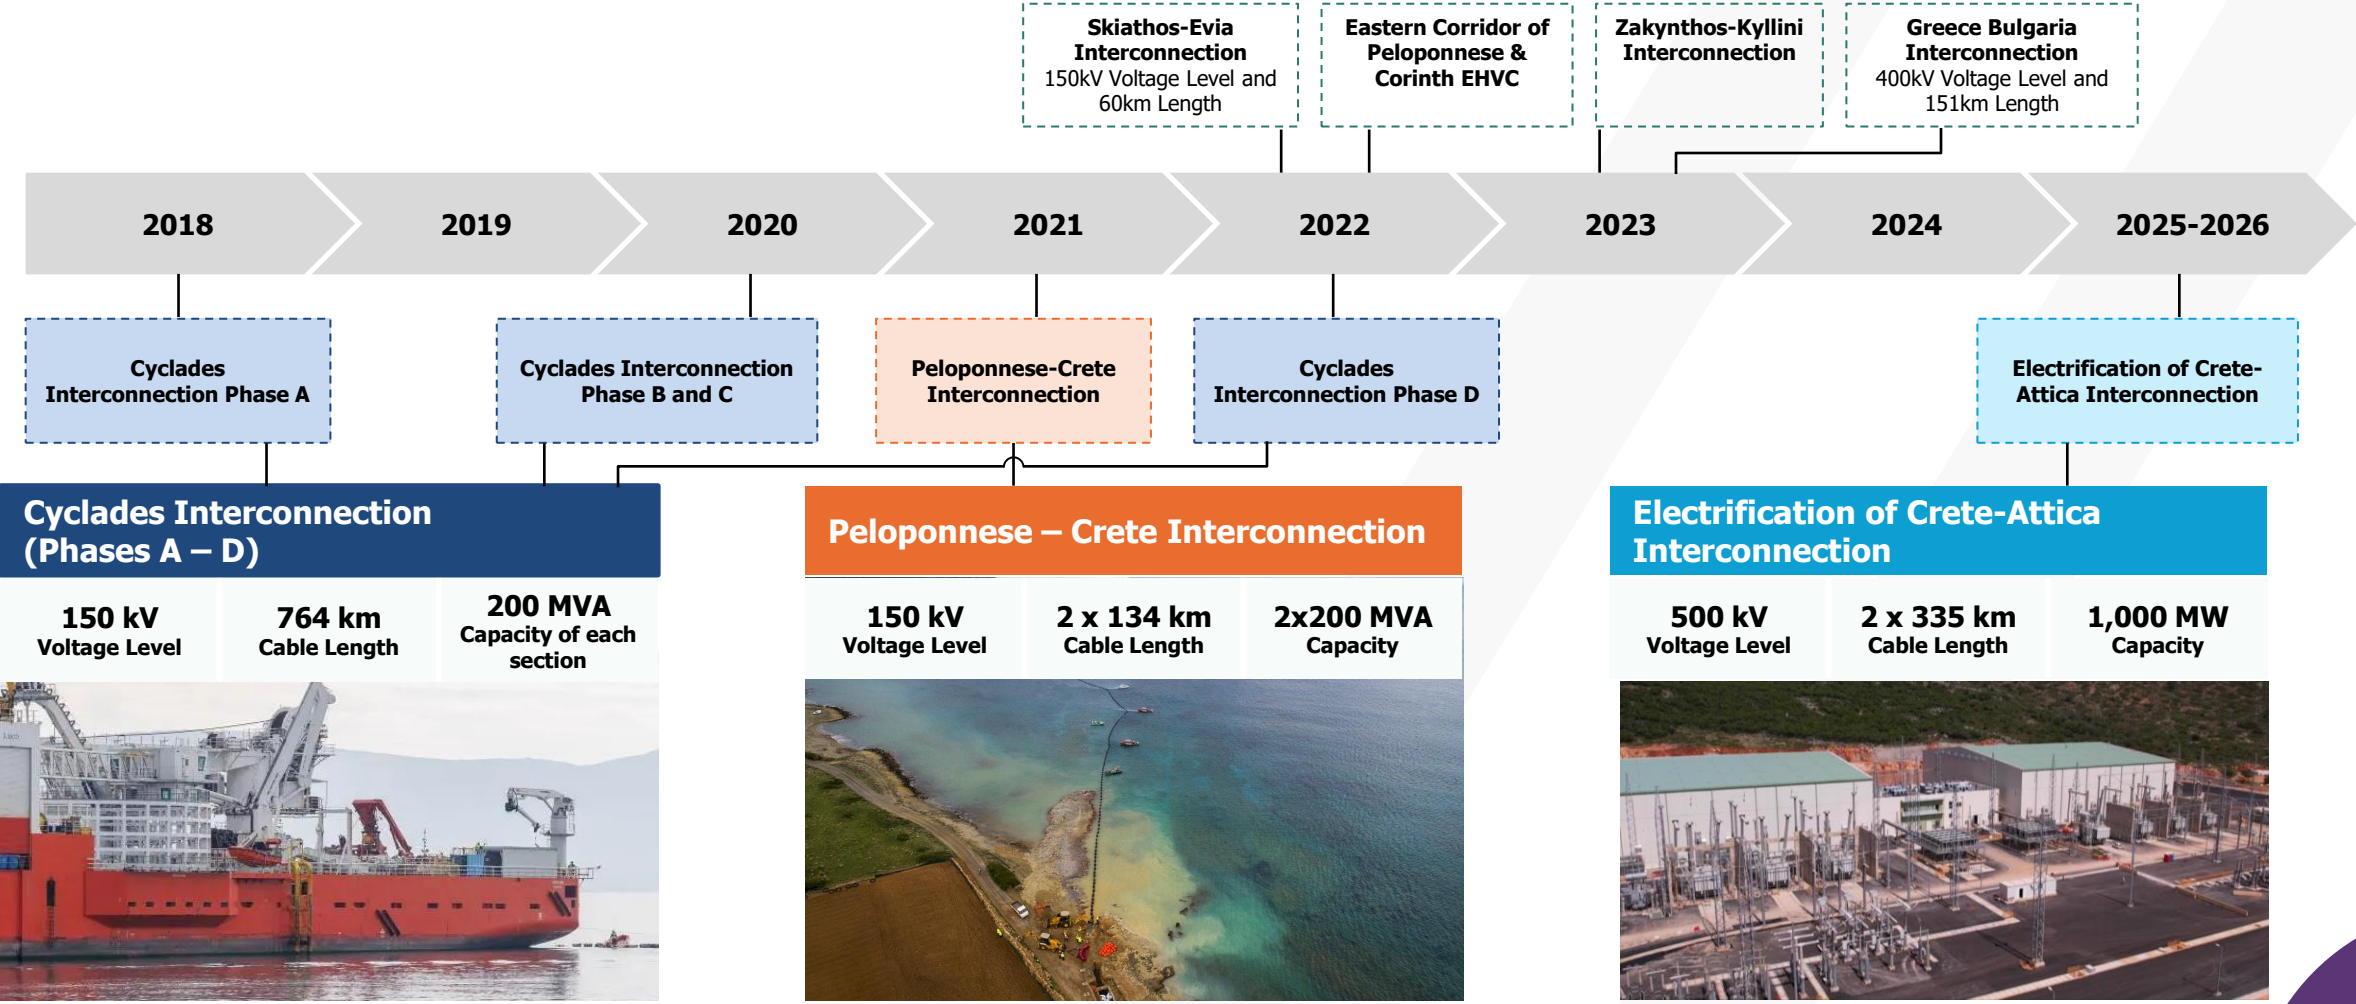 Skiathos-Evia
Interconnection
150kV Voltage Level and
60km Length
Eastern Corridor of
Peloponnese &
Corinth EHVC
Zakynthos-Kyllini
Interconnection
Greece Bulgaria
Interconnection
400kV Voltage Level and
151km Length
2018
2019
2020
2021
2022
2023
2024
2025-2026
Cyclades
Interconnection Phase A
Cyclades Interconnection
Phase B and C
Peloponnese-Crete
Interconnection
Cyclades
Interconnection Phase D
Electrification of Crete-
Attica Interconnection
Cyclades Interconnection
(Phases A – D)
150 kV
Voltage Level
764 km
Cable Length
200 MVA
Capacity of each
section
Peloponnese – Crete Interconnection
150 kV
Voltage Level
2 x 134 km
Cable Length
2x200 MVA
Capacity
Electrification of Crete-Attica
Interconnection
500 kV
Voltage Level
2 x 335 km
Cable Length
1,000 MW
Capacity